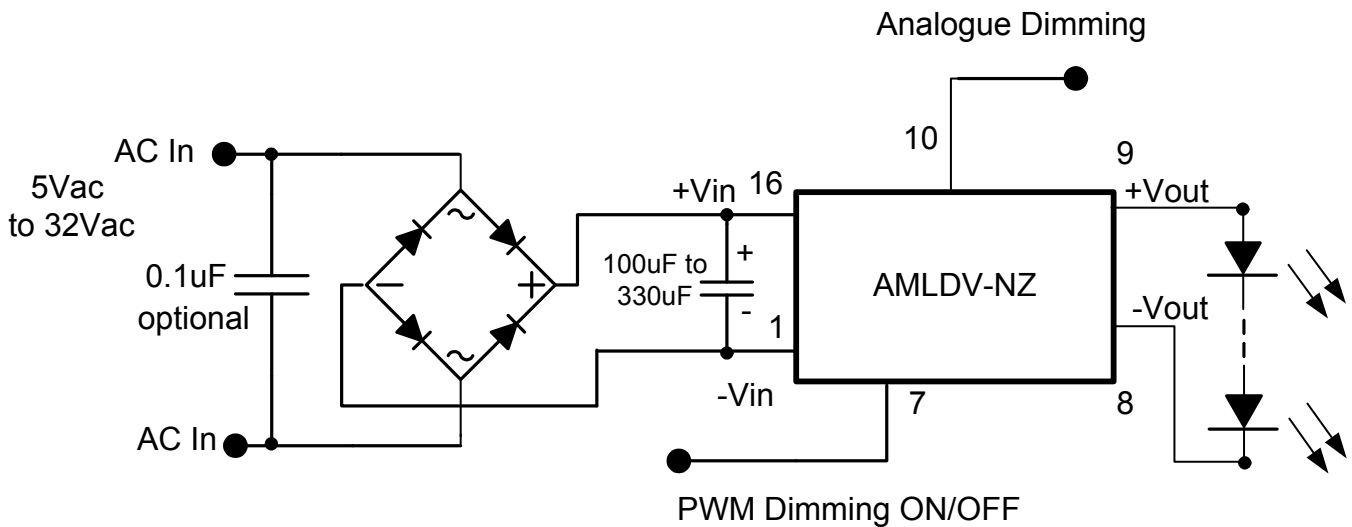 Analogue Dimming
10
9
AC In
5Vac
to 32Vac
+Vin
16
+Vout
~
0.1uF
optional
−
+
100uF to
330uF
+
-
AMLDV-NZ
-Vout
~
1
-Vin
7
8
AC In
PWM Dimming ON/OFF